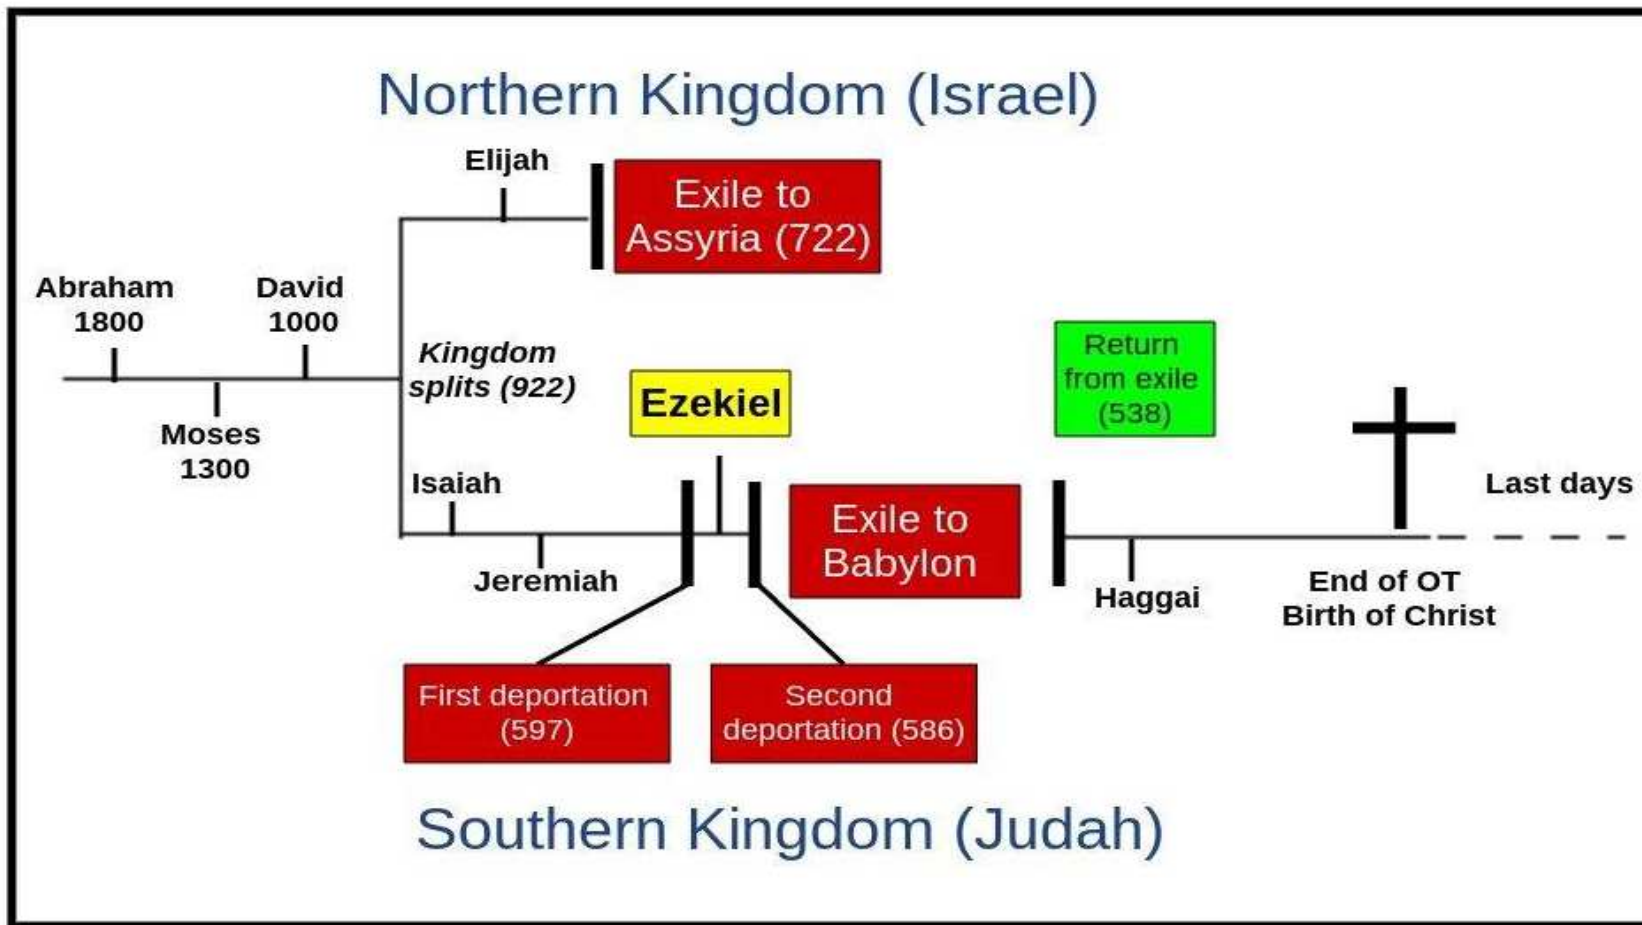 Northern Kingdom (Israel)
Elijah
Exile to
Assyria (722)
Abraham
1800
David
1000
Moses
1300
Kingdom
splits (922)
Ezekiel
Return
from exile
(538)
Isaiah
Jeremiah
Exile to
Babylon
Haggai
Last days
End of OT
Birth of Christ
First deportation
(597)
Second
deportation (586)
Southern Kingdom (Judah)